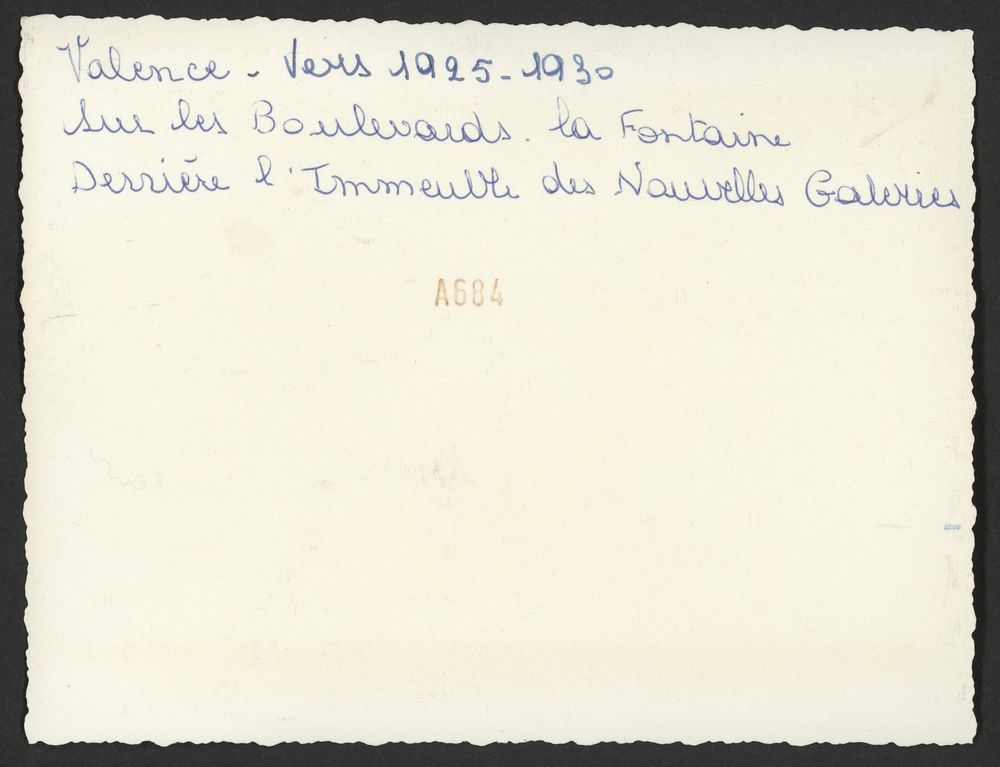 Valence - Vers 1925-1930
Sur les Boulevards. la Fontaine
Derrière l'Immeuble des Nouvelles Galeries
A684